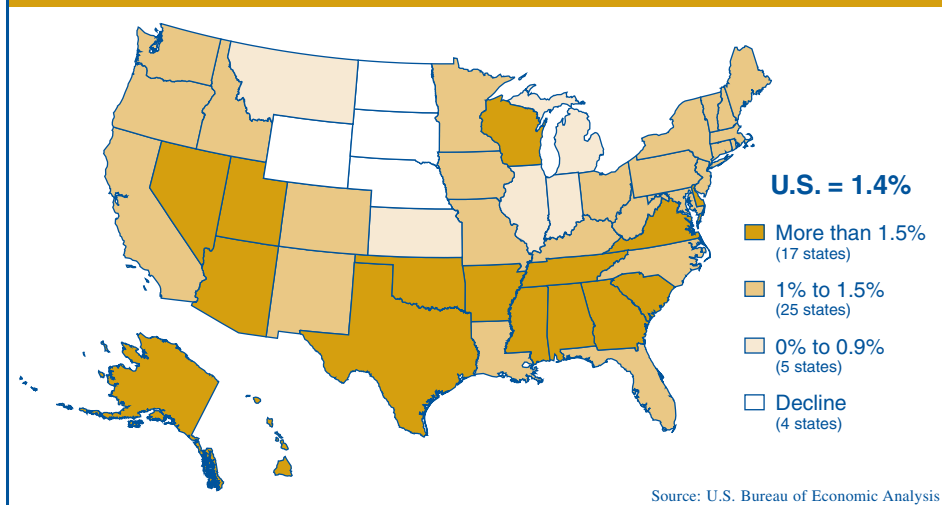 U.S. = 1.4%
More than 1.5%
(17 states)
1% to 1.5%
(25 states)
0% to 0.9%
(5 states)
Decline
(4 states)
Source: U.S. Bureau of Economic Analysis